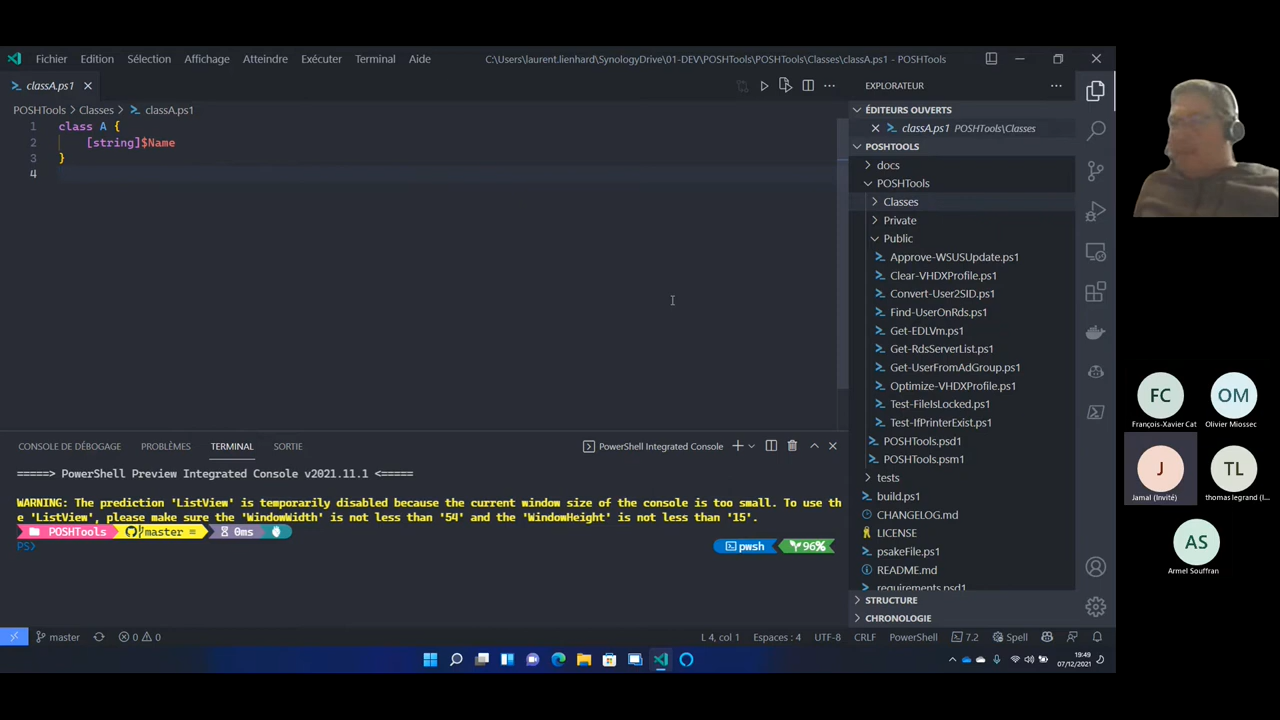 Fichier Edition Sélection Affichage Atteindre Exécuter Terminal Aide
C:\Users\laurent.lienhard\SynologyDrive\01-DEV\POSHTools\POSHTools\Classes\classA.ps1 - POSHTools
classA.ps1
POSHTools > Classes > classA.ps1
1 class A {
2 [string]$Name
3 }
4
EXPLORATEUR
ÉDITEURS OUVERTS
classA.ps1 POSHTools\Classes
POSHTOOLS
docs
POSHTools
Classes
Private
Public
Approve-WSUSUpdate.ps1
Clear-VHDXProfile.ps1
Convert-User2SID.ps1
Find-UserOnRds.ps1
Get-EDLVm.ps1
Get-RdsServerList.ps1
Get-UserFromAdGroup.ps1
Optimize-VHDXProfile.ps1
Test-FileIsLocked.ps1
Test-IfPrinterExist.ps1
POSHTools.psd1
POSHTools.psm1
tests
build.ps1
CHANGELOG.md
LICENSE
psakeFile.ps1
README.md
requirements.psd1
STRUCTURE
CHRONOLOGIE
CONSOLE DE DÉBOGAGE PROBLÈMES TERMINAL SORTIE
PowerShell Integrated Console
=====> PowerShell Preview Integrated Console v2021.11.1 <=====
WARNING: The prediction 'ListView' is temporarily disabled because the current window size of the console is too small. To use th
e 'ListView', please make sure the 'WindowWidth' is not less than '54' and the 'WindowHeight' is not less than '15'.
POSHTools master = 0ms
PS>
pwsh 96%
master 0 0
L 4, col 1 Espaces : 4 UTF-8 CRLF PowerShell 7.2 Spell
19:49
07/12/2021
FC
François-Xavier Cat
OM
Olivier Miossec
J
Jamal (Invité)
TL
thomas legrand (I...
AS
Armel Souffran